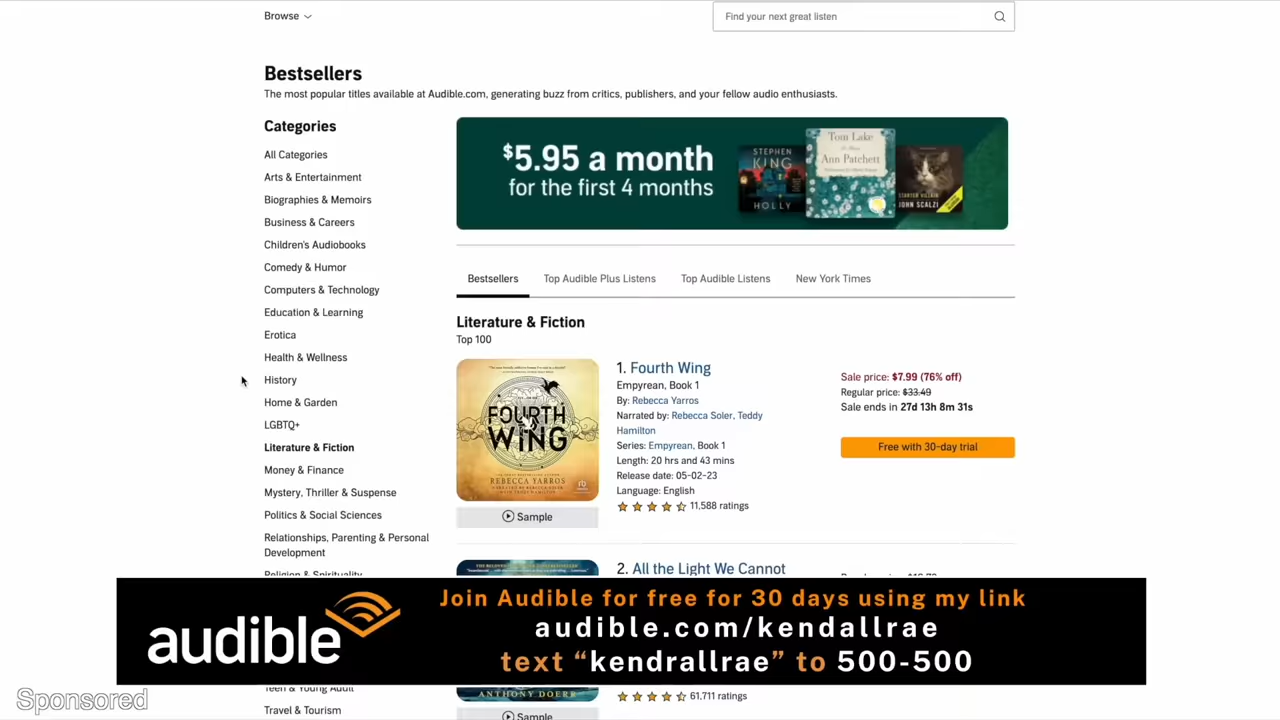 Browse
Find your next great listen
Bestsellers
The most popular titles available at Audible.com, generating buzz from critics, publishers, and your fellow audio enthusiasts.
Categories
All Categories
Arts & Entertainment
Biographies & Memoirs
Business & Careers
Children's Audiobooks
Comedy & Humor
Computers & Technology
Education & Learning
Erotica
Health & Wellness
History
Home & Garden
LGBTQ+
Literature & Fiction
Money & Finance
Mystery, Thriller & Suspense
Politics & Social Sciences
Relationships, Parenting & Personal
Development
Religion & Spirituality
Teen & Young Adult
Travel & Tourism
$5.95 a month
for the first 4 months
STEPHEN
KING
HOLLY
Tom Lake
Ann Patchett
STARTER VILLAIN
JOHN SCALZI
Bestsellers
Top Audible Plus Listens
Top Audible Listens
New York Times
Literature & Fiction
Top 100
FOURTH
WING
REBECCA YARROS
Sample
1. Fourth Wing
Empyrean, Book 1
By: Rebecca Yarros
Narrated by: Rebecca Soler, Teddy
Hamilton
Series: Empyrean, Book 1
Length: 20 hrs and 43 mins
Release date: 05-02-23
Language: English
11,588 ratings
Sale price: $7.99 (76% off)
Regular price: $33.49
Sale ends in 27d 13h 8m 31s
Free with 30-day trial
2. All the Light We Cannot
ANTHONY DOERR
61,711 ratings
Sample
audible
Join Audible for free for 30 days using my link
audible.com/kendallrae
text “kendrallrae” to 500-500
Sponsored